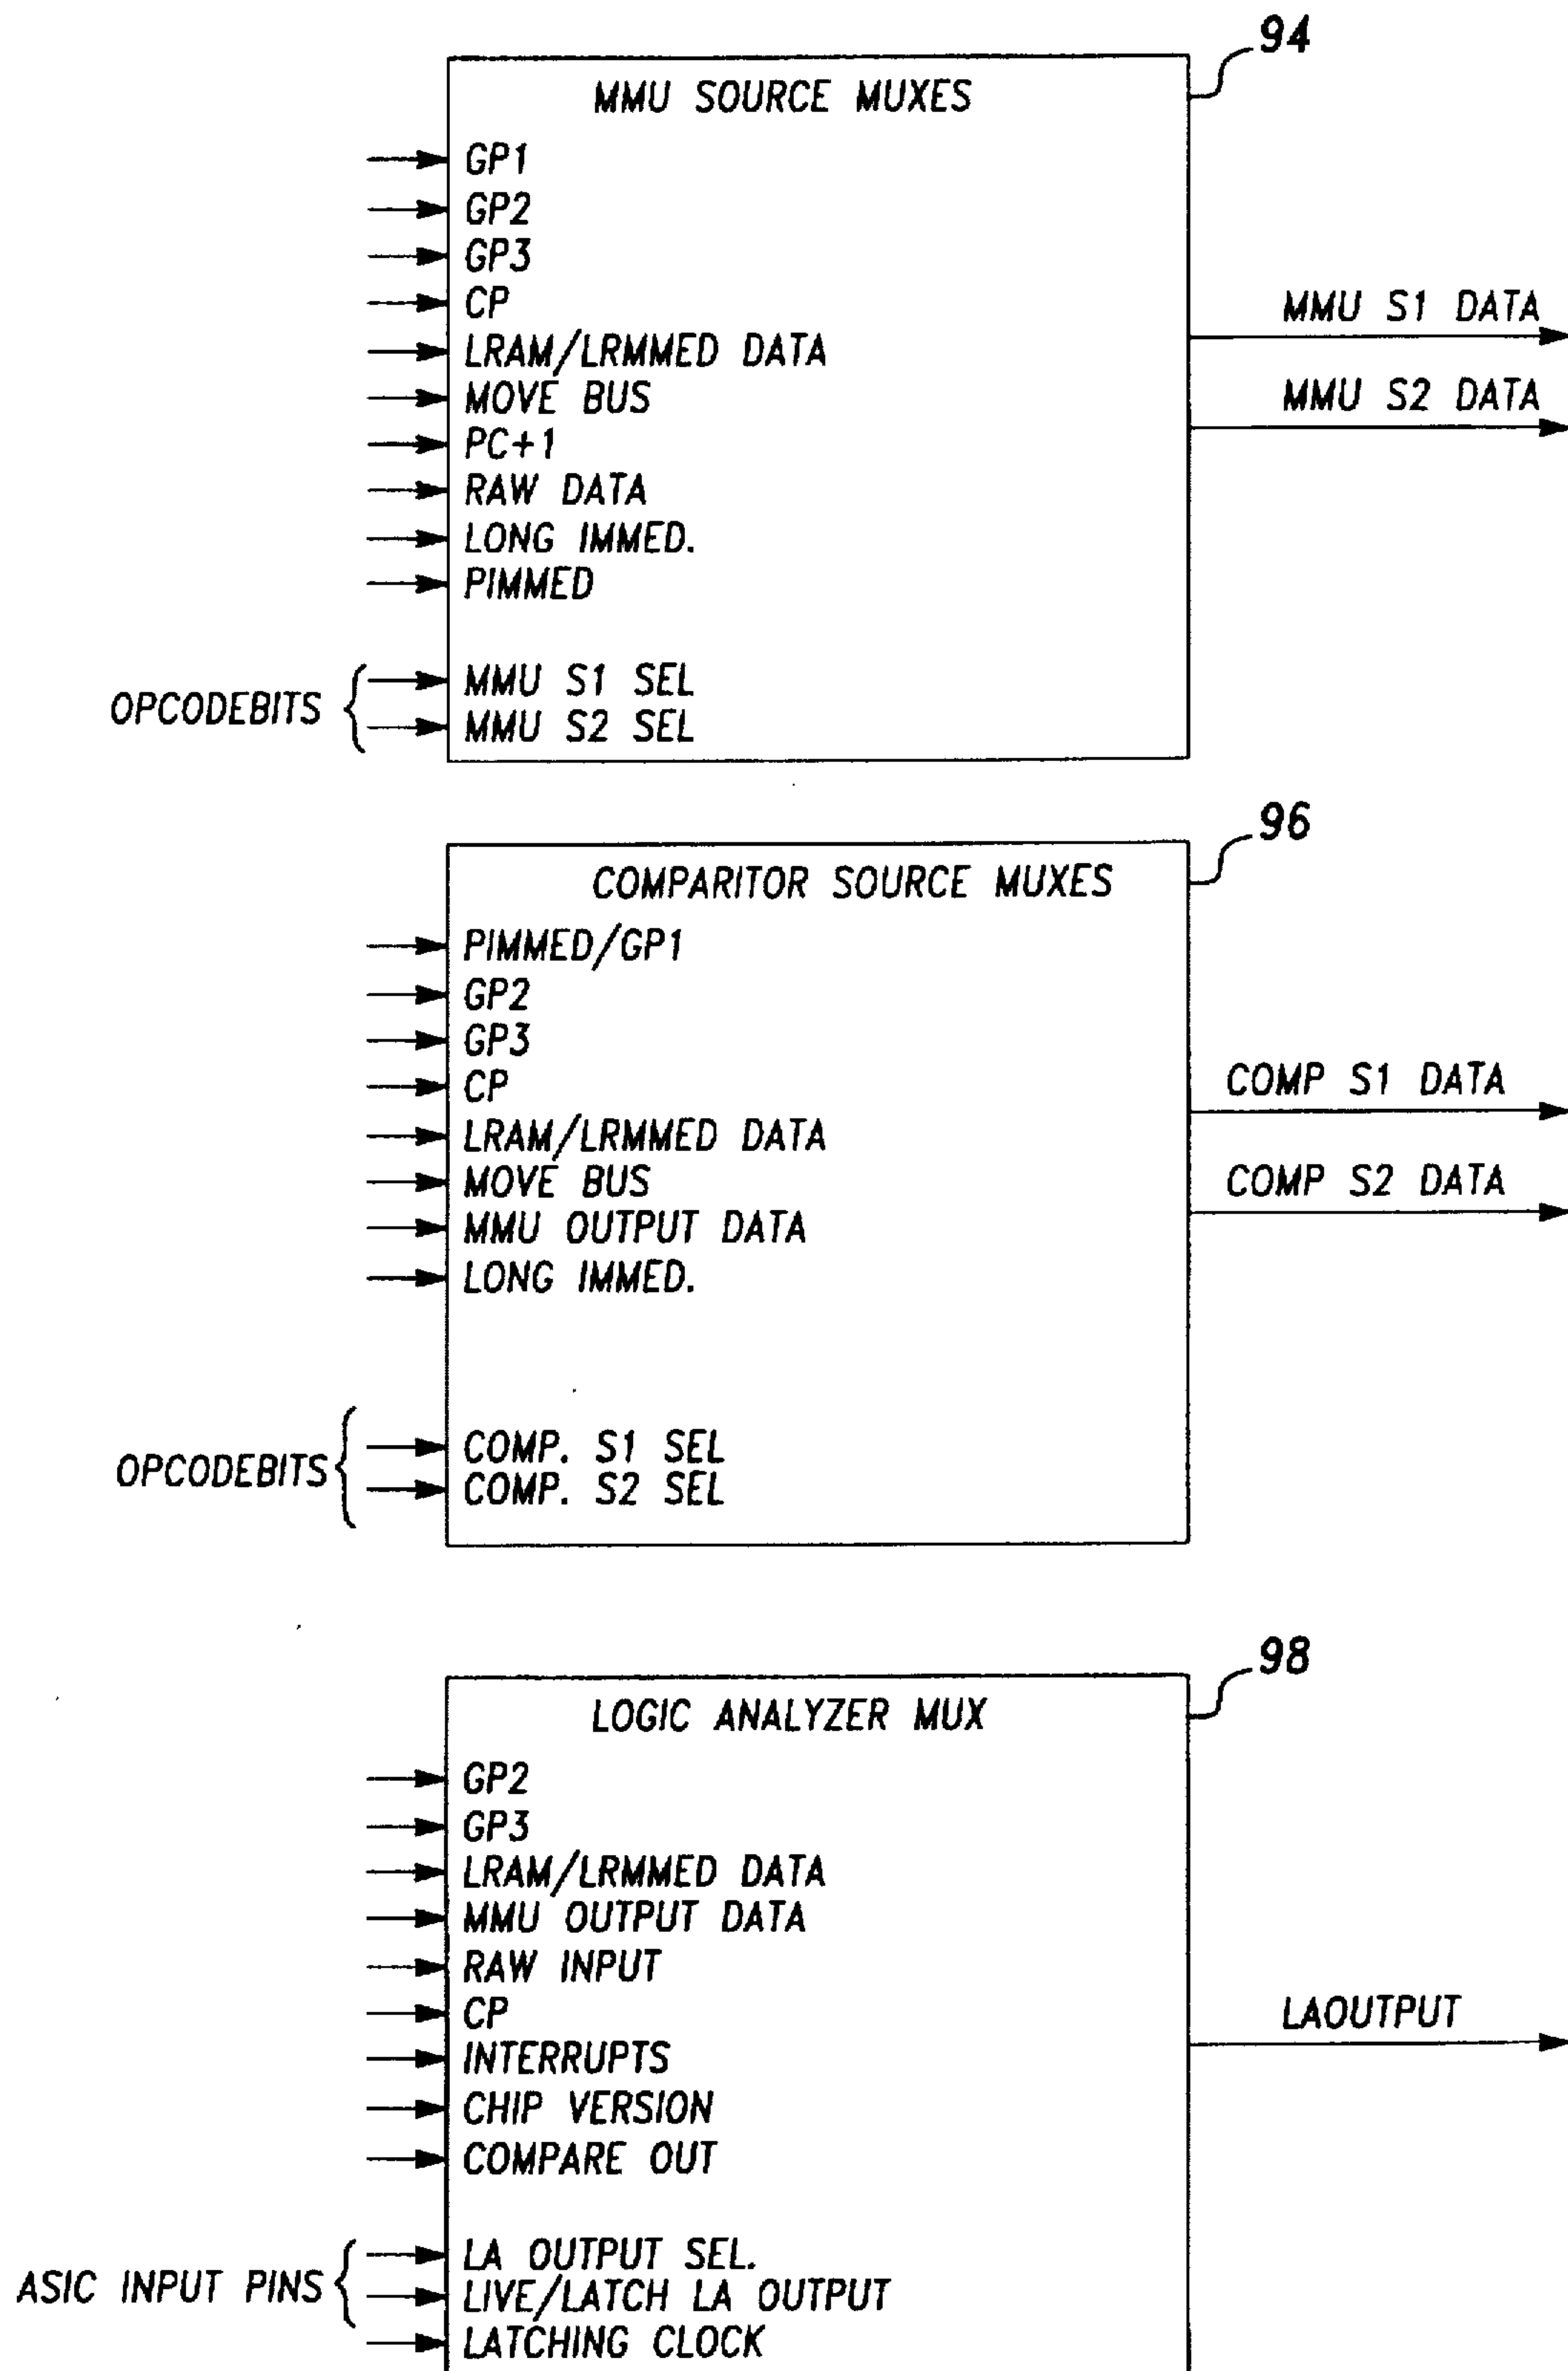 94
MMU SOURCE MUXES
GP1
GP2
GP3
CP
LRAM/LRMMED DATA
MOVE BUS
PC+1
RAW DATA
LONG IMMED.
PIMMED
MMU S1 DATA
MMU S2 DATA
OPCODEBITS
MMU S1 SEL
MMU S2 SEL
96
COMPARITOR SOURCE MUXES
PIMMED/GP1
GP2
GP3
CP
LRAM/LRMMED DATA
MOVE BUS
MMU OUTPUT DATA
LONG IMMED.
COMP S1 DATA
COMP S2 DATA
OPCODEBITS
COMP. S1 SEL
COMP. S2 SEL
98
LOGIC ANALYZER MUX
GP2
GP3
LRAM/LRMMED DATA
MMU OUTPUT DATA
RAW INPUT
CP
INTERRUPTS
CHIP VERSION
COMPARE OUT
LAOUTPUT
ASIC INPUT PINS
LA OUTPUT SEL.
LIVE/LATCH LA OUTPUT
LATCHING CLOCK